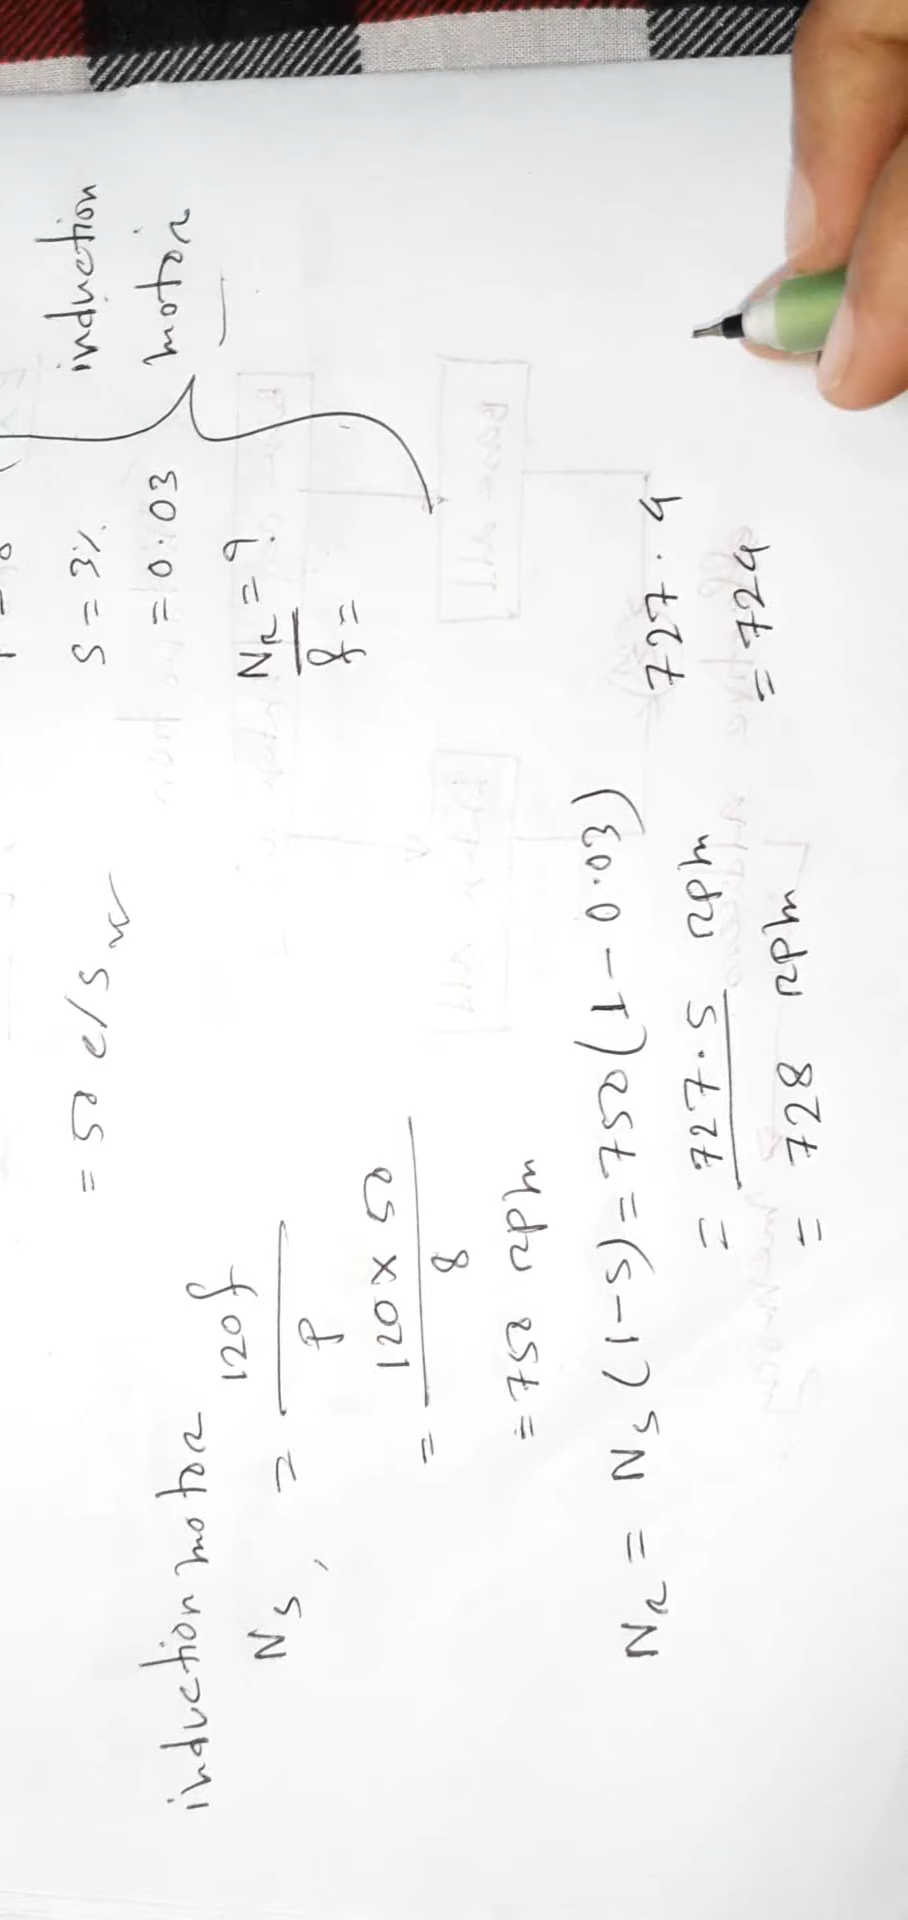 S = 3%
= 0.03
Nr = ?
f =
induction
motor
= 50 c/s
induction motor
Ns, = 120f / P
= 120 × 50 / 8
= 750 rpm
Nr = Ns (1-s) = 750 (1 - 0.03)
= 727.5 rpm
= 728 rpm
727.4
= 724